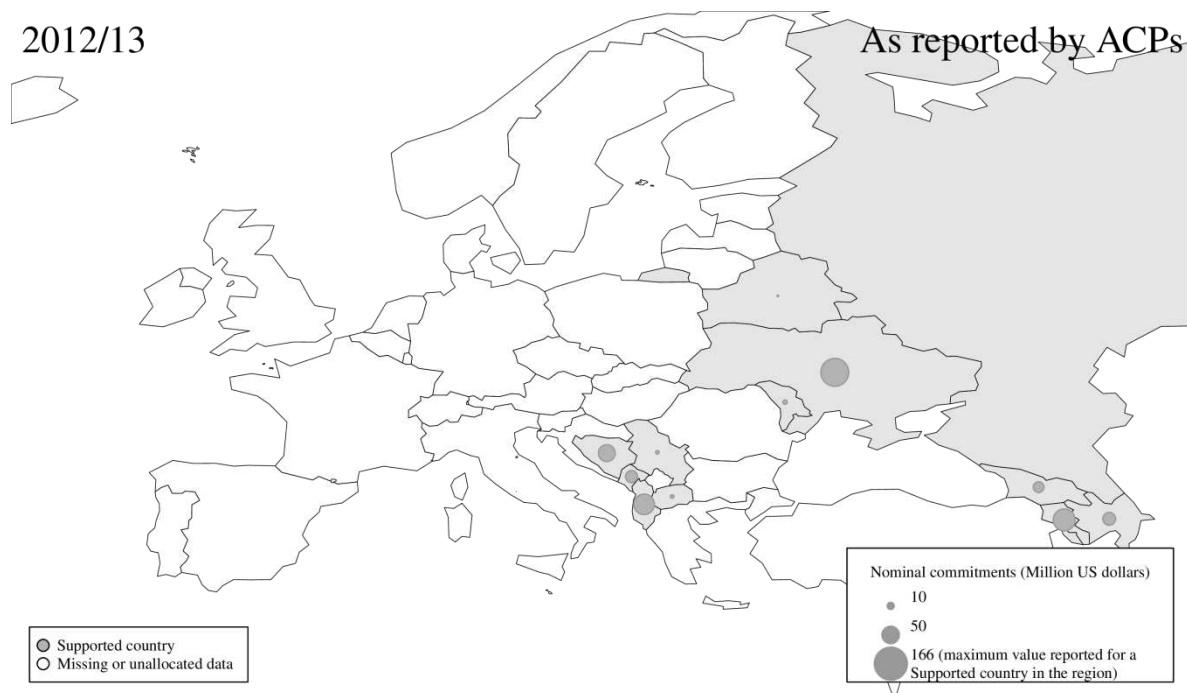 2012/13
As reported by ACPs
Nominal commitments (Million US dollars)
10
50
166 (maximum value reported for a
Supported country in the region)
Supported country
Missing or unallocated data